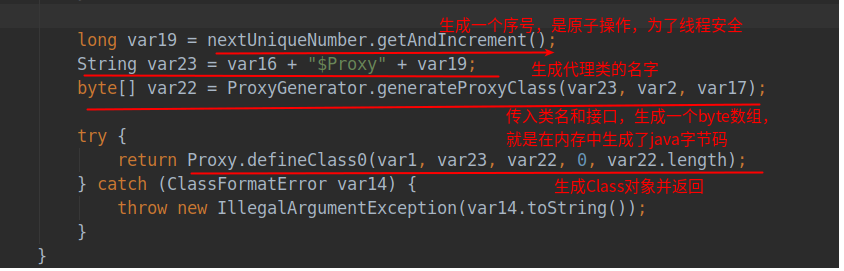 生成一个序号，是原子操作，为了线程安全
long var19 = nextUniqueNumber.getAndIncrement();
String var23 = var16 + "$Proxy" + var19;
生成代理类的名字
byte[] var22 = ProxyGenerator.generateProxyClass(var23, var2, var17);
传入类名和接口，生成一个byte数组，
就是在内存中生成了java字节码
try {
return Proxy.defineClass0(var1, var23, var22, 0, var22.length);
} catch (ClassFormatError var14) {
生成Class对象并返回
throw new IllegalArgumentException(var14.toString());
}
}